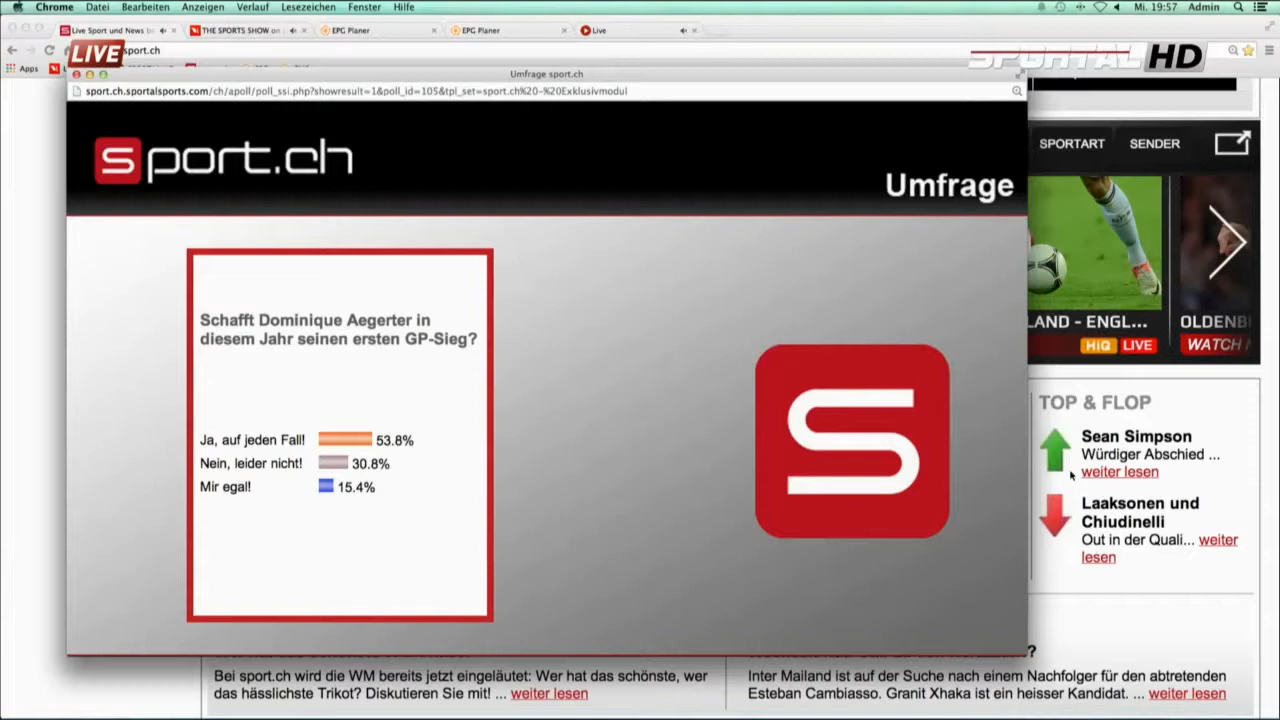 Chrome Datei Bearbeiten Anzeigen Verlauf Lesezeichen Fenster Hilfe Mi. 19:57 Admin
Live Sport und News b THE SPORTS SHOW on EPG Planer EPG Planer Live
LIVE
sport.ch
SPORTAL HD
Apps
Umfrage sport.ch
sport.ch.sportalsports.com/ch/apoll/poll_ssi.php?showresult=1&poll_id=105&tpl_set=sport.ch%20-%20Exklusivmodul
sport.ch
Umfrage
SPORTART SENDER
Schafft Dominique Aegerter in
diesem Jahr seinen ersten GP-Sieg?
Ja, auf jeden Fall! 53.8%
Nein, leider nicht! 30.8%
Mir egal! 15.4%
S
LAND - ENGL... OLDENB
HiQ LIVE WATCH
TOP & FLOP
Sean Simpson
Würdiger Abschied ...
weiter lesen
Laaksonen und
Chiudinelli
Out in der Quali... weiter
lesen
Bei sport.ch wird die WM bereits jetzt eingeläutet: Wer hat das schönste, wer
das hässlichste Trikot? Diskutieren Sie mit! ... weiter lesen
Inter Mailand ist auf der Suche nach einem Nachfolger für den abtretenden
Esteban Cambiasso. Granit Xhaka ist ein heisser Kandidat. ... weiter lesen